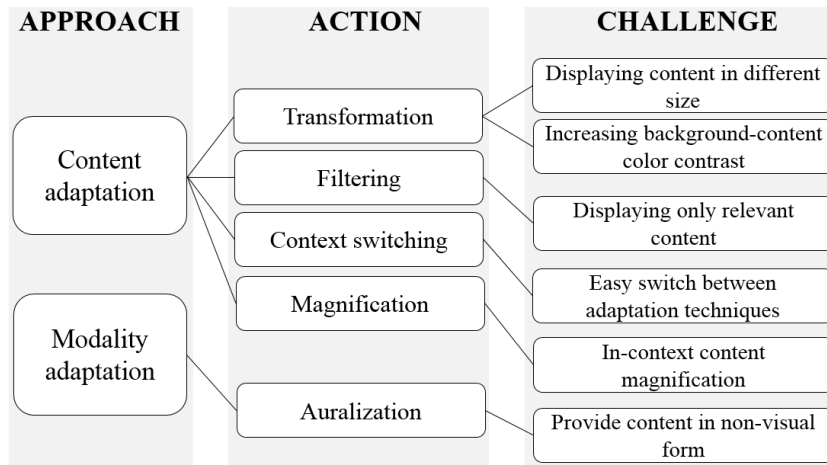 APPROACH
ACTION
CHALLENGE
Content
adaptation
Modality
adaptation
Transformation
Filtering
Context switching
Magnification
Auralization
Displaying content in different
size
Increasing background-content
color contrast
Displaying only relevant
content
Easy switch between
adaptation techniques
In-context content
magnification
Provide content in non-visual
form